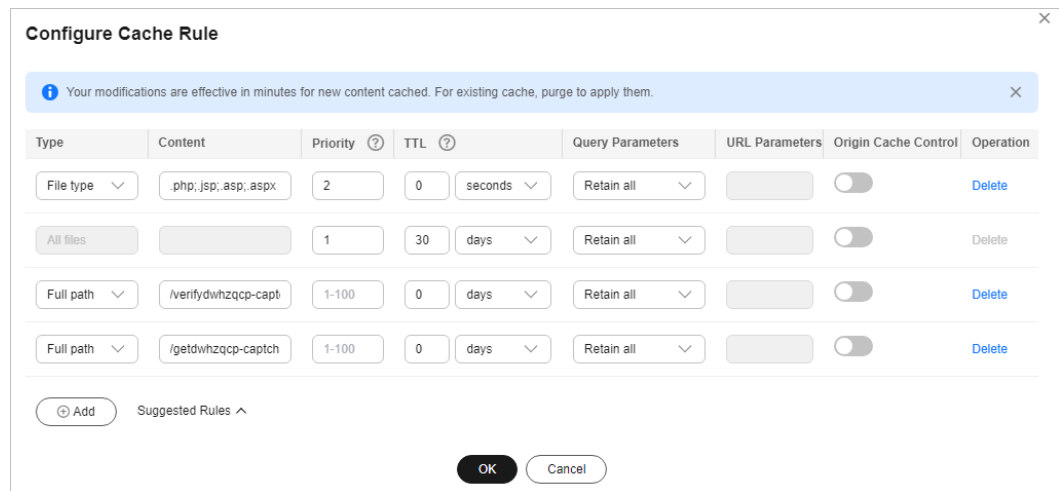 Configure Cache Rule
Your modifications are effective in minutes for new content cached. For existing cache, purge to apply them.
Type Content Priority TTL Query Parameters URL Parameters Origin Cache Control Operation
File type .php;.jsp;.asp;.aspx 2 0 seconds Retain all Delete
All files 1 30 days Retain all Delete
Full path /verifydwhzqcp-capt 1-100 0 days Retain all Delete
Full path /getdwhzqcp-captch 1-100 0 days Retain all Delete
Add Suggested Rules
OK Cancel